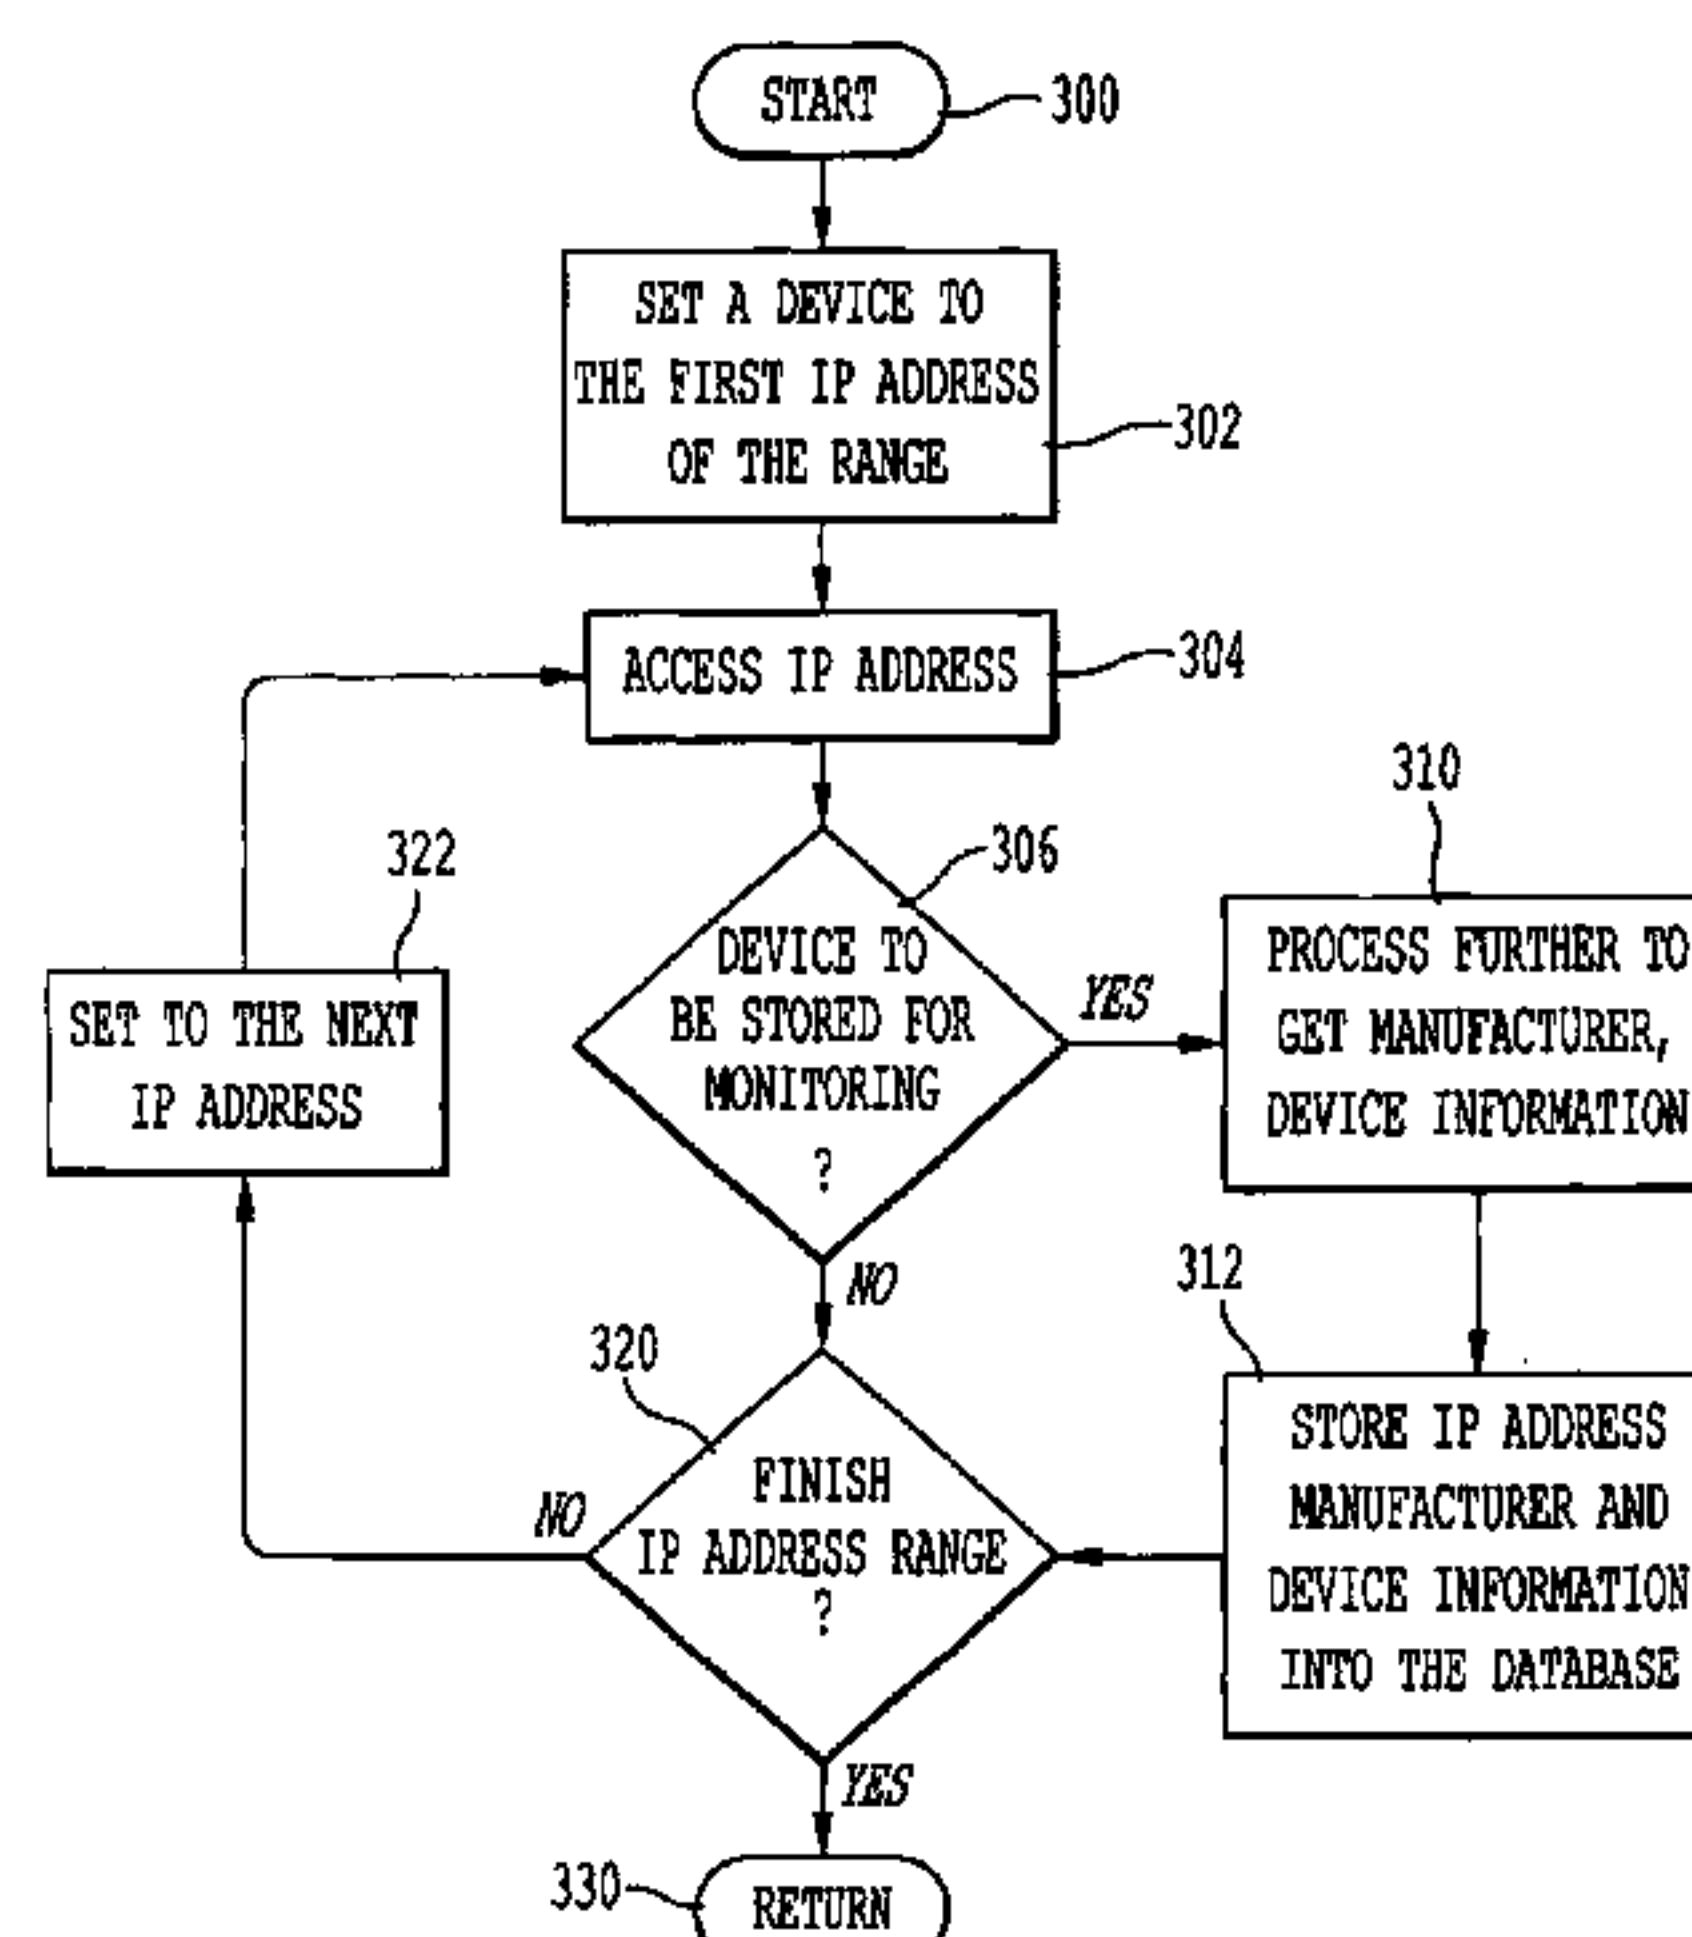 START
300
SET A DEVICE TO
THE FIRST IP ADDRESS
OF THE RANGE
302
ACCESS IP ADDRESS
304
306
DEVICE TO
BE STORED FOR
MONITORING
?
YES
310
PROCESS FURTHER TO
GET MANUFACTURER,
DEVICE INFORMATION
322
SET TO THE NEXT
IP ADDRESS
NO
312
STORE IP ADDRESS
MANUFACTURER AND
DEVICE INFORMATION
INTO THE DATABASE
320
FINISH
IP ADDRESS RANGE
?
NO
YES
330
RETURN